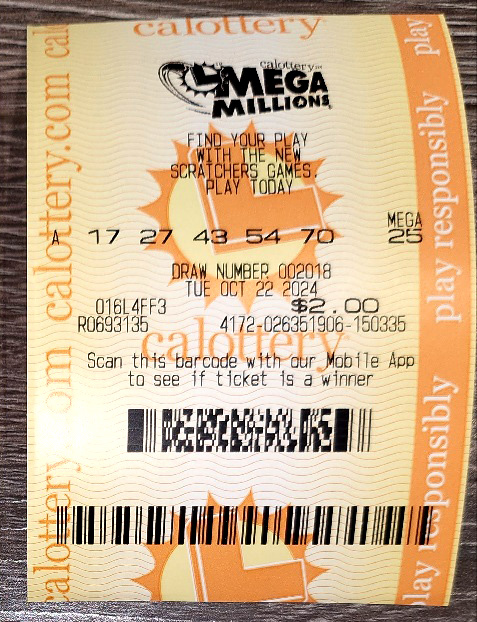 calottery
calottery
MEGA
MILLIONS
FIND YOUR PLAY
WITH THE NEW
SCRATCHERS GAMES.
PLAY TODAY
MEGA
A 17 27 43 54 70 25
DRAW NUMBER 002018
TUE OCT 22 2024
016L4FF3 $2.00
R0693135 4172-026351906-150335
calottery
Scan this barcode with our Mobile App
to see if ticket is a winner
calottery.com calottery.com cal
play responsibly play responsibly play